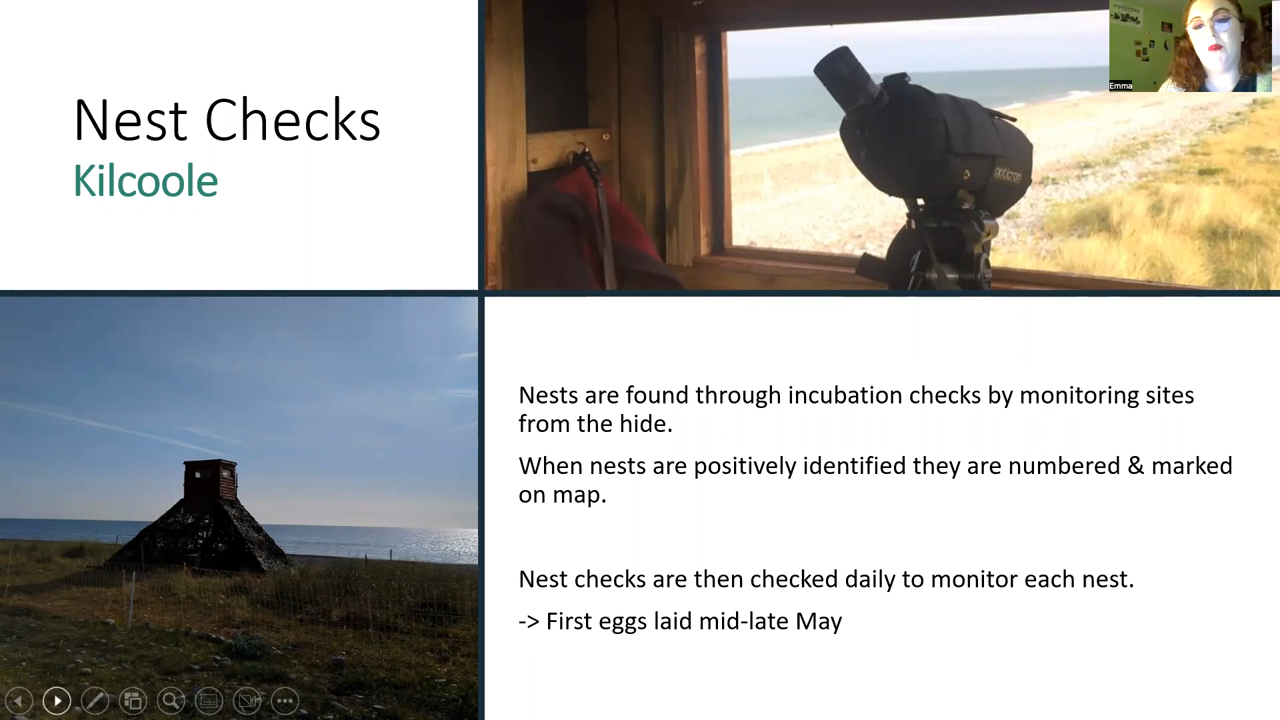 Nest Checks
Kilcoole
opticron
Emma
Nests are found through incubation checks by monitoring sites
from the hide.
When nests are positively identified they are numbered & marked
on map.
Nest checks are then checked daily to monitor each nest.
-> First eggs laid mid-late May